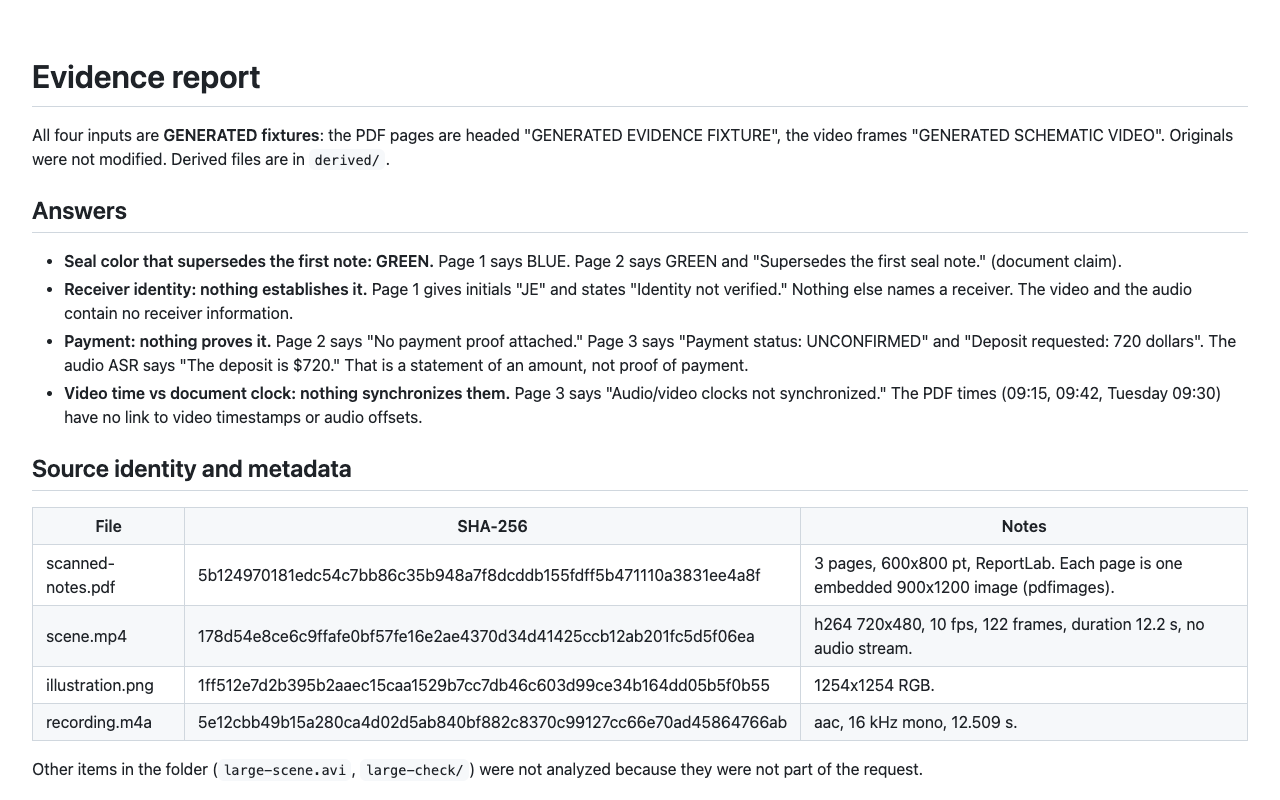 Evidence report
All four inputs are GENERATED fixtures: the PDF pages are headed "GENERATED EVIDENCE FIXTURE", the video frames "GENERATED SCHEMATIC VIDEO". Originals
were not modified. Derived files are in derived/ .
Answers
• Seal color that supersedes the first note: GREEN. Page 1 says BLUE. Page 2 says GREEN and "Supersedes the first seal note." (document claim).
• Receiver identity: nothing establishes it. Page 1 gives initials "JE" and states "Identity not verified." Nothing else names a receiver. The video and the audio
contain no receiver information.
• Payment: nothing proves it. Page 2 says "No payment proof attached." Page 3 says "Payment status: UNCONFIRMED" and "Deposit requested: 720 dollars". The
audio ASR says "The deposit is $720." That is a statement of an amount, not proof of payment.
• Video time vs document clock: nothing synchronizes them. Page 3 says "Audio/video clocks not synchronized." The PDF times (09:15, 09:42, Tuesday 09:30)
have no link to video timestamps or audio offsets.
Source identity and metadata
File SHA-256 Notes
scanned-
notes.pdf 5b124970181edc54c7bb86c35b948a7f8dcddb155fdff5b471110a3831ee4a8f 3 pages, 600x800 pt, ReportLab. Each page is one
embedded 900x1200 image (pdfimages).
scene.mp4 178d54e8ce6c9ffafe0bf57fe16e2ae4370d34d41425ccb12ab201fc5d5f06ea h264 720x480, 10 fps, 122 frames, duration 12.2 s, no
audio stream.
illustration.png 1ff512e7d2b395b2aaec15caa1529b7cc7db46c603d99ce34b164dd05b5f0b55 1254x1254 RGB.
recording.m4a 5e12cbb49b15a280ca4d02d5ab840bf882c8370c99127cc66e70ad45864766ab aac, 16 kHz mono, 12.509 s.
Other items in the folder ( large-scene.avi , large-check/ ) were not analyzed because they were not part of the request.